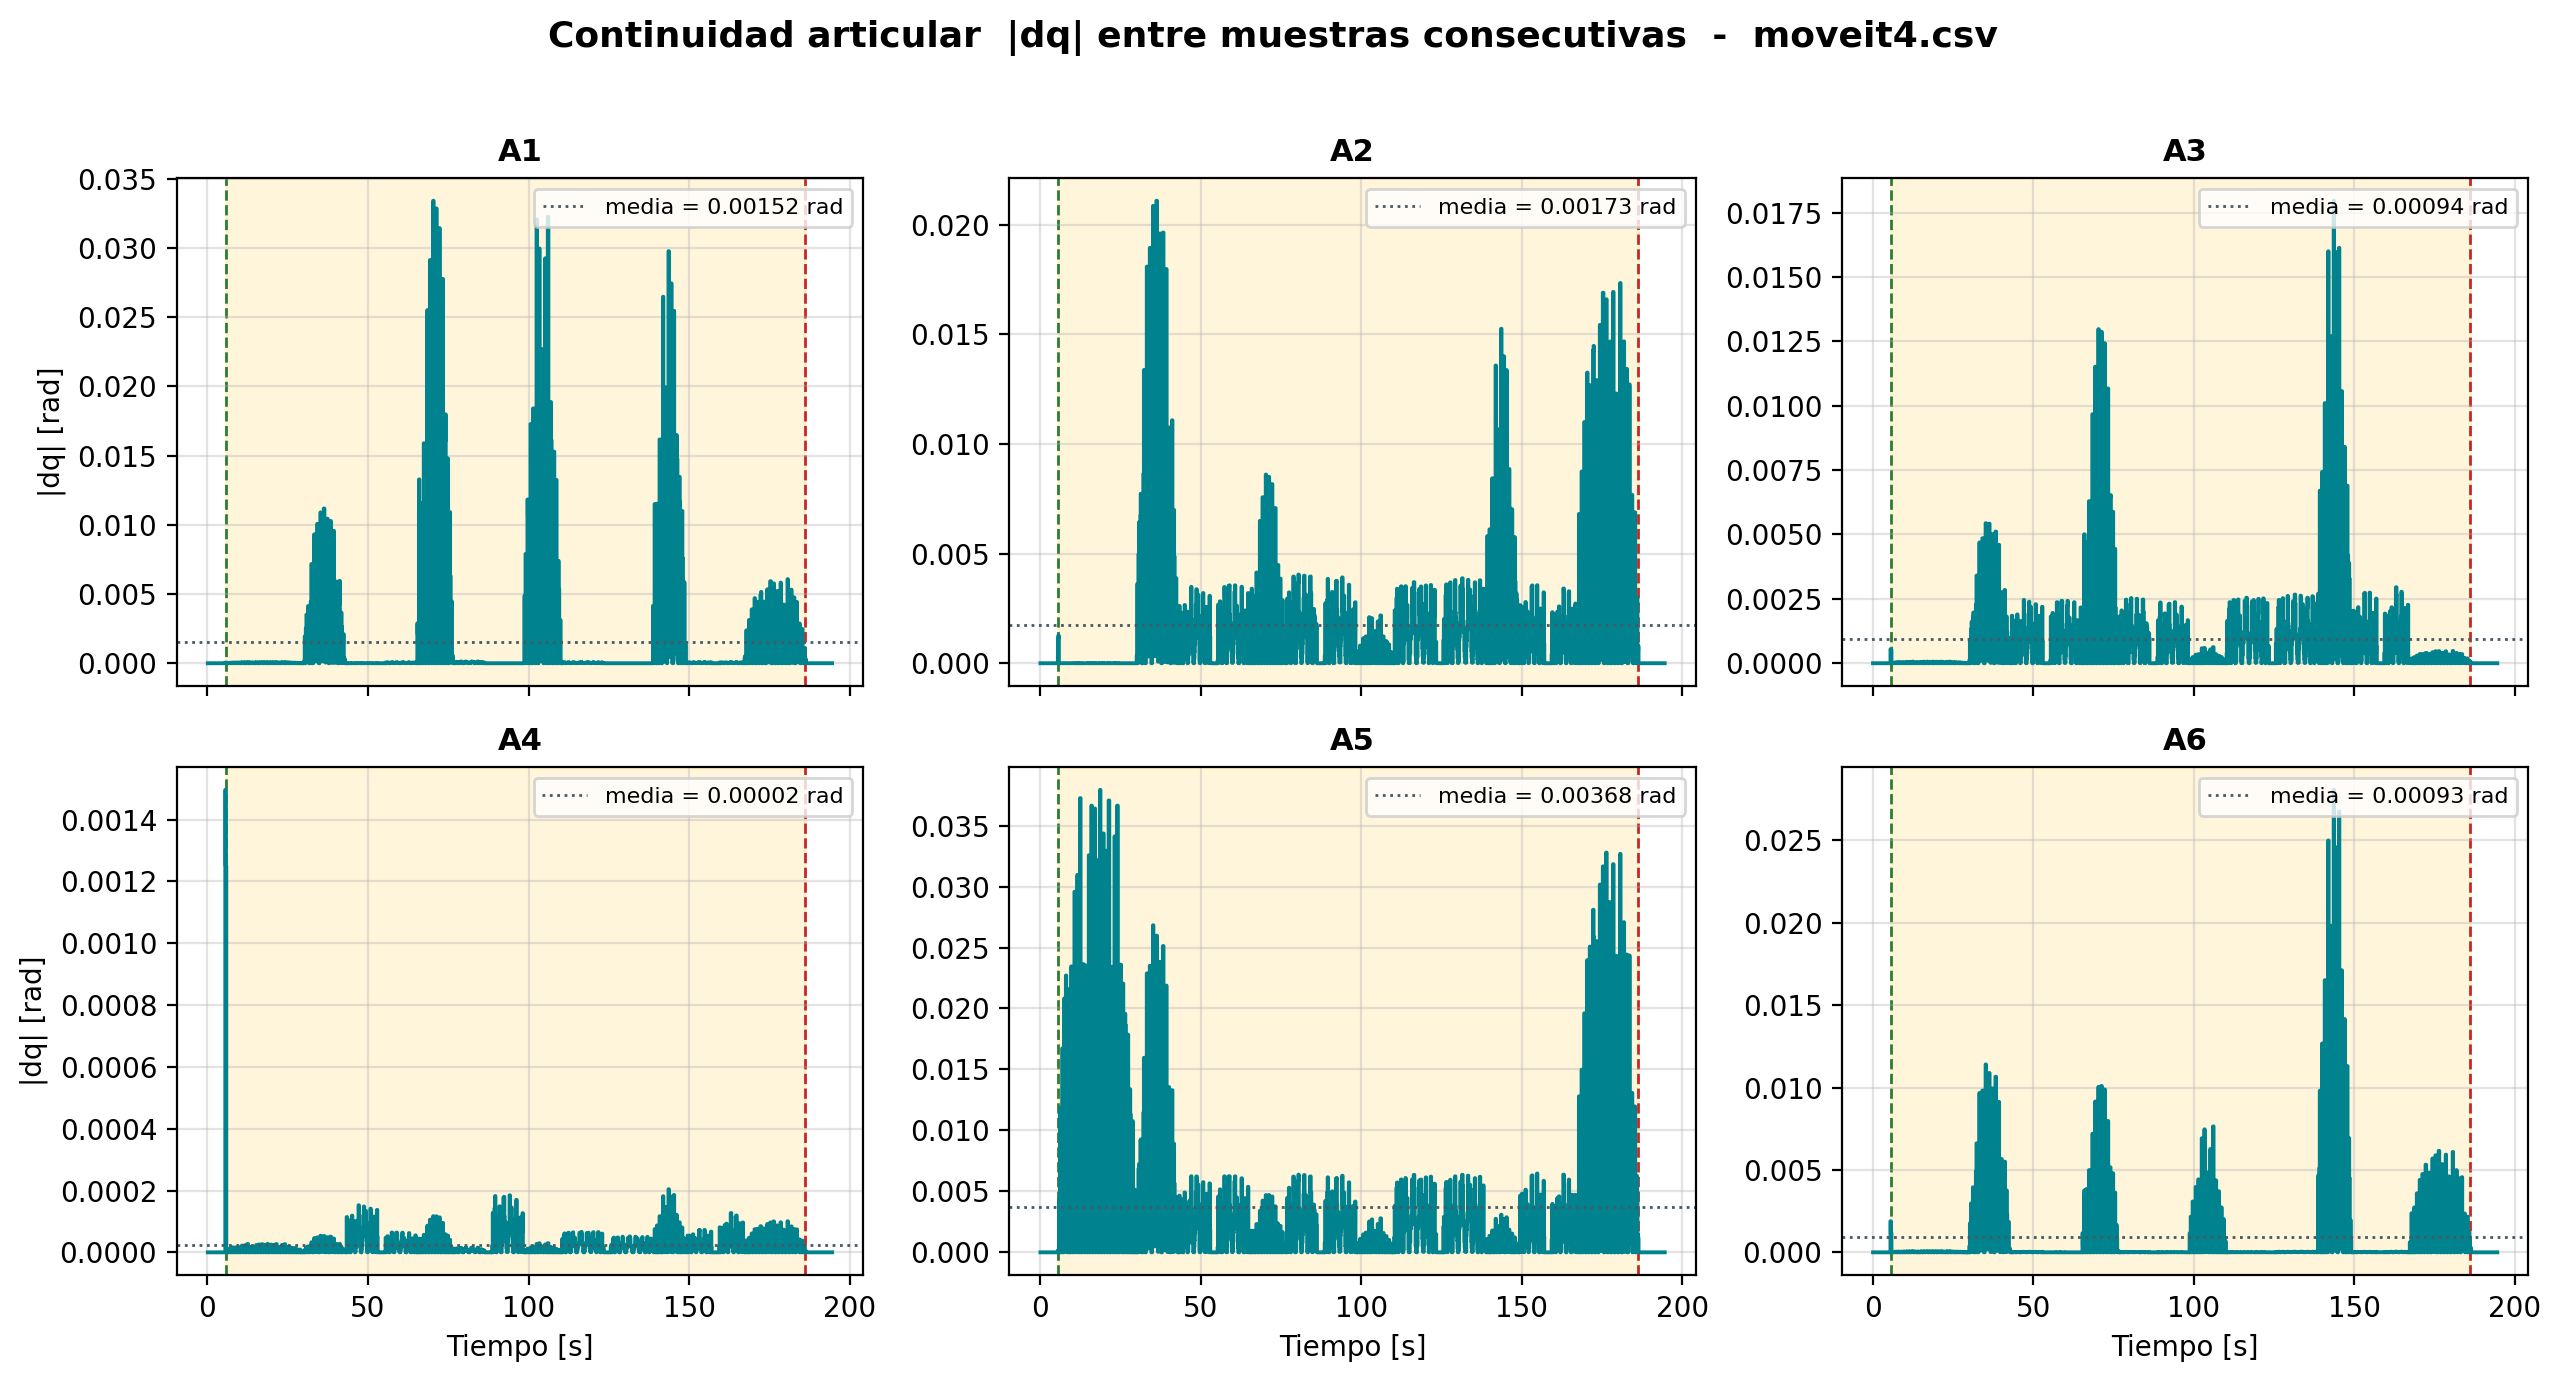 Continuidad articular  |dq| entre muestras consecutivas  -  moveit4.csv
A1
A2
A3
|dq| [rad]
0.035
0.030
0.025
0.020
0.015
0.010
0.005
0.000
media = 0.00152 rad
0.020
0.015
0.010
0.005
0.000
media = 0.00173 rad
0.0175
0.0150
0.0125
0.0100
0.0075
0.0050
0.0025
0.0000
media = 0.00094 rad
A4
A5
A6
|dq| [rad]
0.0014
0.0012
0.0010
0.0008
0.0006
0.0004
0.0002
0.0000
media = 0.00002 rad
0.035
0.030
0.025
0.020
0.015
0.010
0.005
0.000
media = 0.00368 rad
0.025
0.020
0.015
0.010
0.005
0.000
media = 0.00093 rad
0 50 100 150 200
0 50 100 150 200
0 50 100 150 200
Tiempo [s]
Tiempo [s]
Tiempo [s]